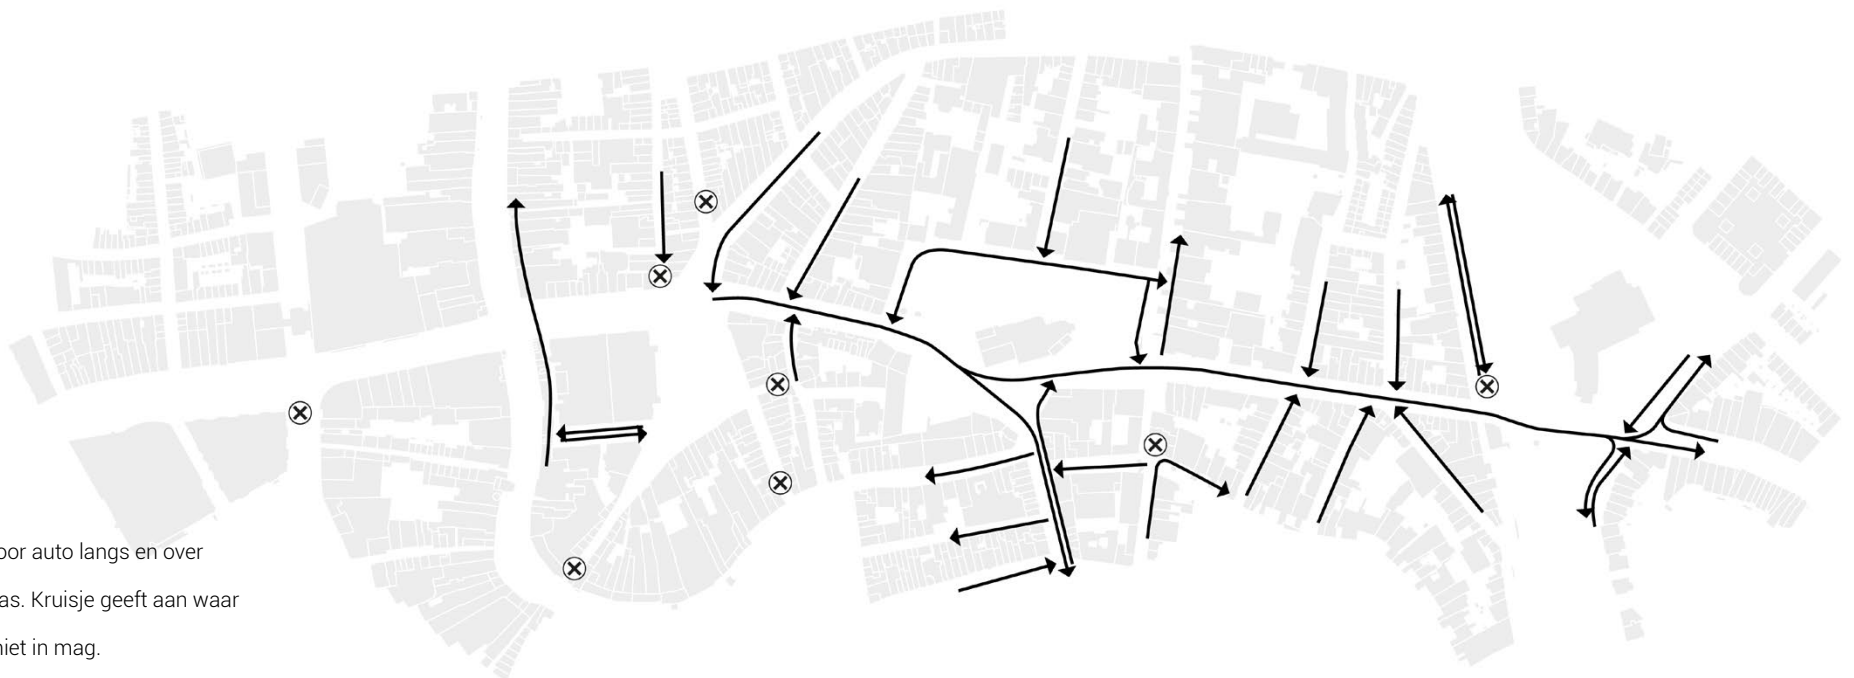 oor auto langs en over
as. Kruisje geeft aan waar
niet in mag.